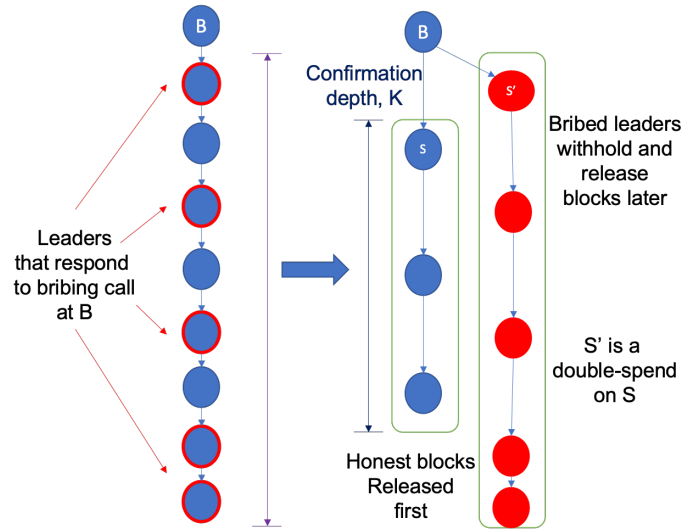 B
Leaders
that respond
to bribing call
at B
Confirmation
depth, K
B
s
s'
Bribed leaders
withhold and
release
blocks later
S' is a
double-spend
on S
Honest blocks
Released
first